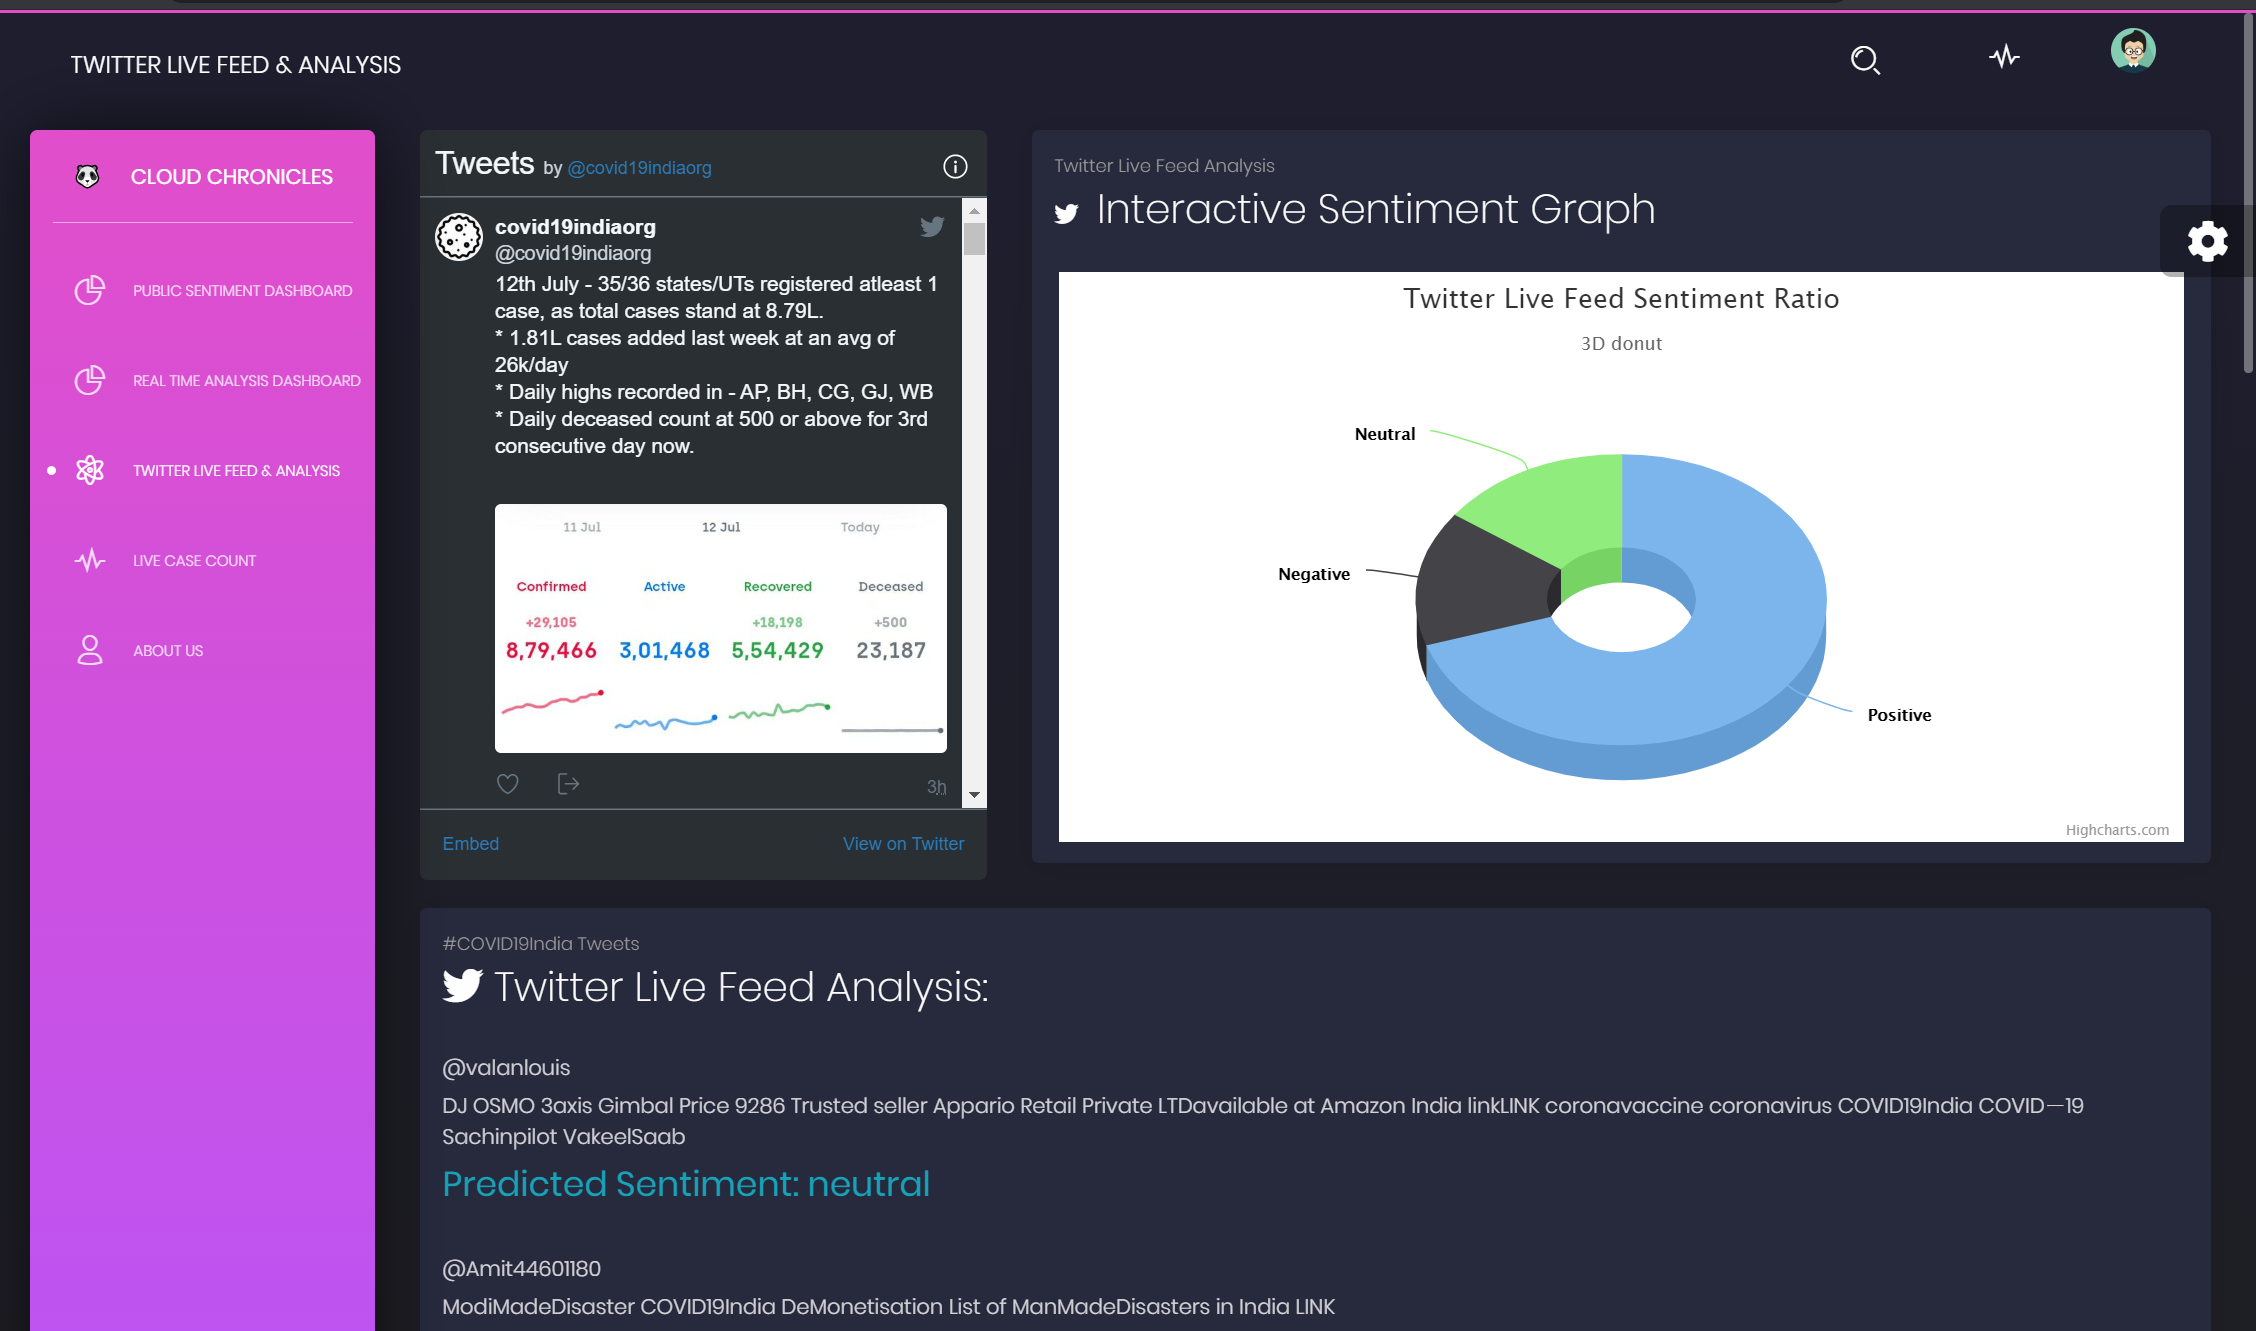 TWITTER LIVE FEED & ANALYSIS
CLOUD CHRONICLES
PUBLIC SENTIMENT DASHBOARD
REAL TIME ANALYSIS DASHBOARD
TWITTER LIVE FEED & ANALYSIS
LIVE CASE COUNT
ABOUT US
Tweets by @covid19indiaorg
covid19indiaorg
@covid19indiaorg
12th July - 35/36 states/UTs registered atleast 1
case, as total cases stand at 8.79L.
* 1.81L cases added last week at an avg of
26k/day
* Daily highs recorded in - AP, BH, CG, GJ, WB
* Daily deceased count at 500 or above for 3rd
consecutive day now.
11 Jul 12 Jul Today
Confirmed Active Recovered Deceased
+29,105 +18,198 +500
8,79,466 3,01,468 5,54,429 23,187
3h
Embed View on Twitter
Twitter Live Feed Analysis
Interactive Sentiment Graph
Twitter Live Feed Sentiment Ratio
3D donut
Neutral
Negative
Positive
Highcharts.com
#COVID19India Tweets
Twitter Live Feed Analysis:
@valanlouis
DJ OSMO 3axis Gimbal Price 9286 Trusted seller Appario Retail Private LTDavailable at Amazon India linkLINK coronavaccine coronavirus COVID19India COVID—19
Sachinpilot VakeelSaab
Predicted Sentiment: neutral
@Amit44601180
ModiMadeDisaster COVID19India DeMonetisation List of ManMadeDisasters in India LINK